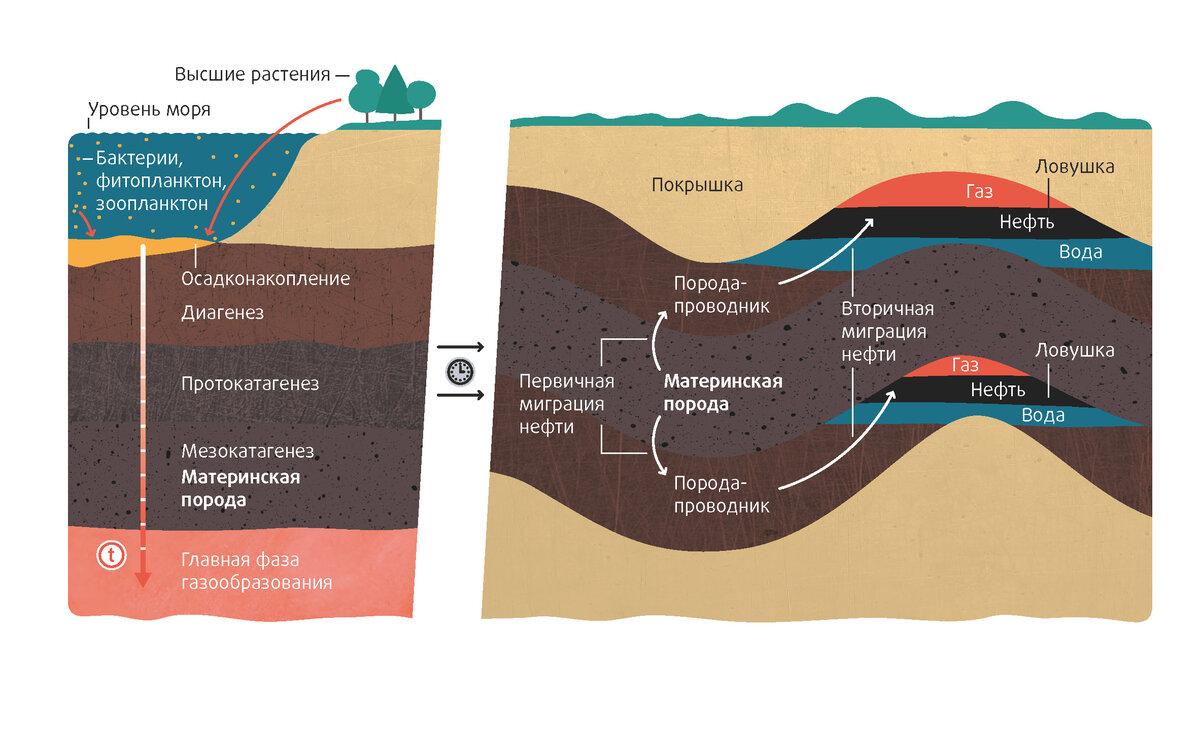 Высшие растения
Уровень моря
Бактерии,
фитопланктон,
зоопланктон
Осадконакопление
Диагенез
Протокатагенез
Мезокатагенез
Материнская
порода
t
Главная фаза
газообразования
Покрышка
Ловушка
Газ
Нефть
Вода
Порода-
проводник
Вторичная
миграция
нефти
Первичная
миграция
нефти
Материнская
порода
Ловушка
Газ
Нефть
Вода
Порода-
проводник